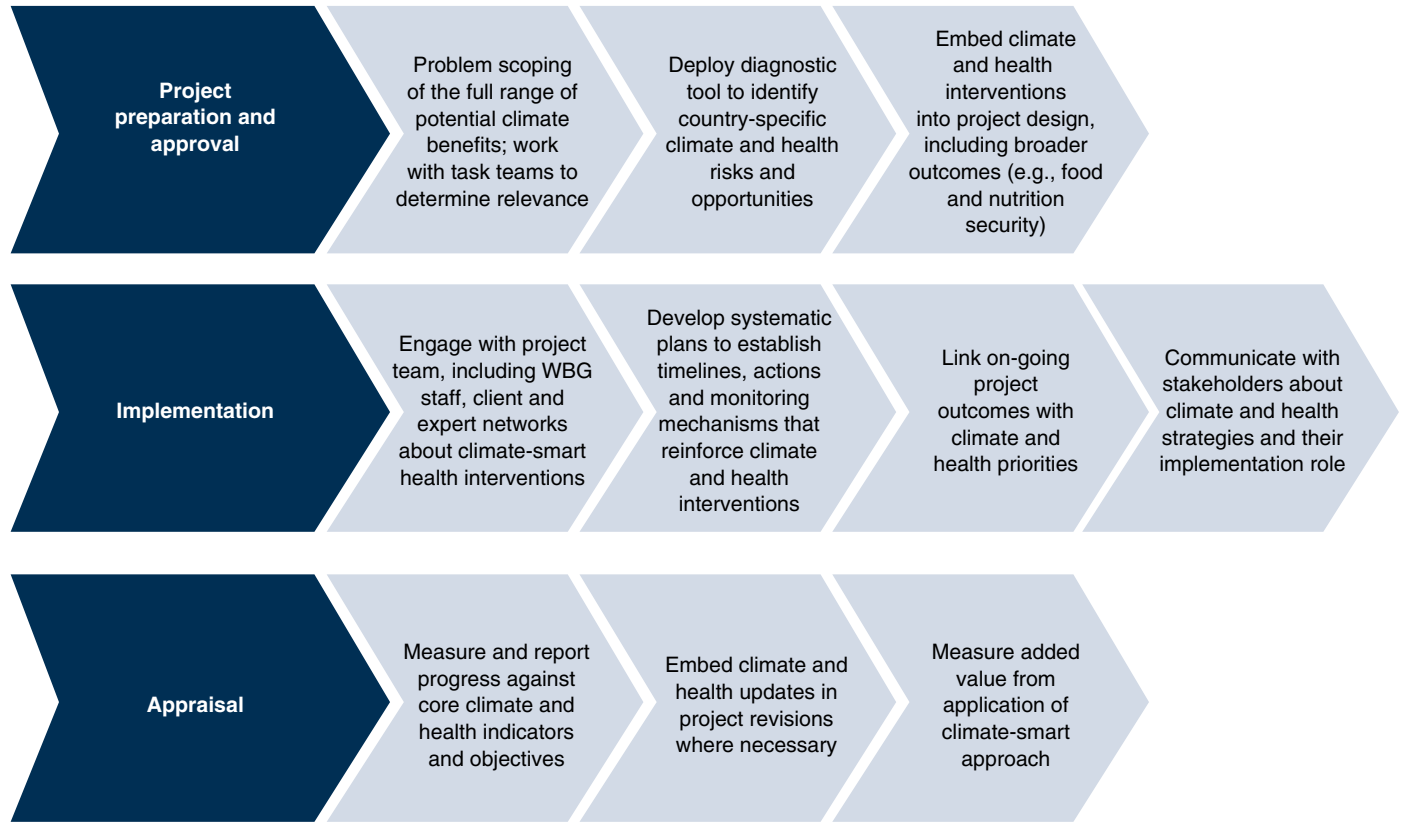 Project
preparation and
approval
Problem scoping
of the full range of
potential climate
benefits; work
with task teams to
determine relevance
Deploy diagnostic
tool to identify
country-specific
climate and health
risks and
opportunities
Embed climate
and health
interventions
into project design,
including broader
outcomes (e.g., food
and nutrition
security)
Implementation
Engage with project
team, including WBG
staff, client and
expert networks
about climate-smart
health interventions
Develop systematic
plans to establish
timelines, actions
and monitoring
mechanisms that
reinforce climate
and health
interventions
Link on-going
project
outcomes with
climate and
health priorities
Communicate with
stakeholders about
climate and health
strategies and their
implementation role
Appraisal
Measure and report
progress against
core climate and
health indicators
and objectives
Embed climate and
health updates in
project revisions
where necessary
Measure added
value from
application of
climate-smart
approach